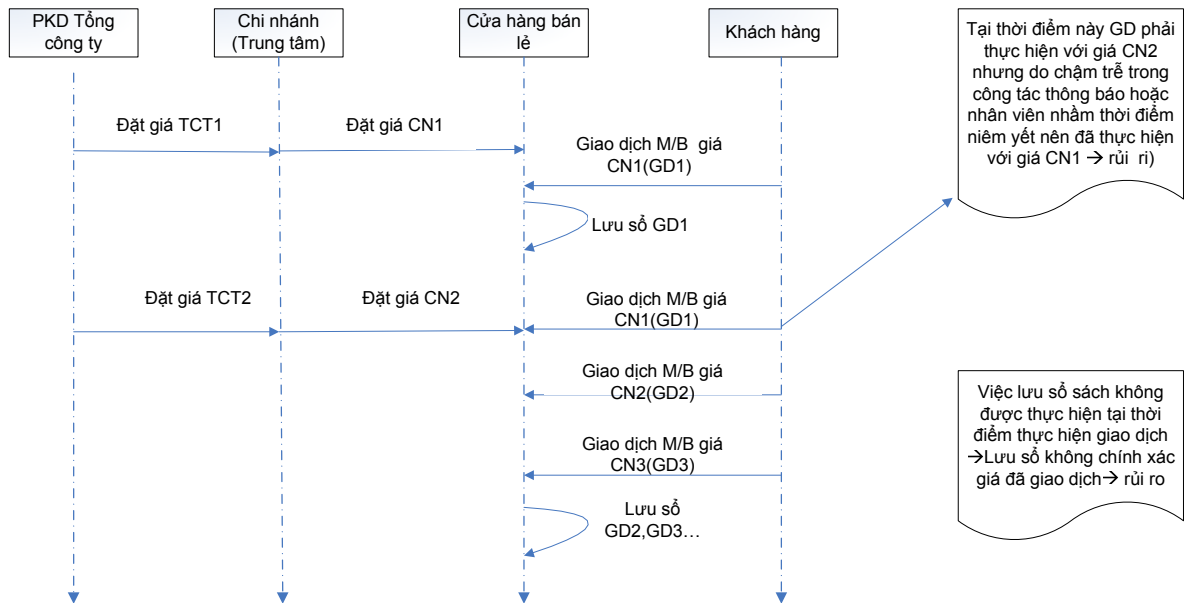 PKD Tổng
công ty
Chi nhánh
(Trung tâm)
Cửa hàng bán
lẻ
Khách hàng
Tại thời điểm này GD phải
thực hiện với giá CN2
nhưng do chậm trễ trong
công tác thông báo hoặc
nhân viên nhầm thời điểm
niêm yết nên đã thực hiện
với giá CN1 → rủi ri)
Đặt giá TCT1
Đặt giá CN1
Giao dịch M/B giá
CN1(GD1)
Lưu sổ GD1
Đặt giá TCT2
Đặt giá CN2
Giao dịch M/B giá
CN1(GD1)
Giao dịch M/B giá
CN2(GD2)
Việc lưu sổ sách không
được thực hiện tại thời
điểm thực hiện giao dịch
→Lưu sổ không chính xác
giá đã giao dịch→ rủi ro
Giao dịch M/B giá
CN3(GD3)
Lưu sổ
GD2,GD3…